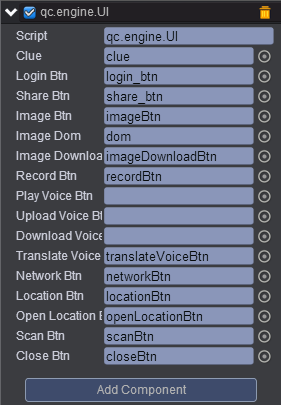 qc.engine.UI
Script qc.engine.UI
Clue clue
Login Btn login_btn
Share Btn share_btn
Image Btn imageBtn
Image Dom dom
Image Downloa imageDownloadBtn
Record Btn recordBtn
Play Voice Btn
Upload Voice Bt
Download Voice
Translate Voice translateVoiceBtn
Network Btn networkBtn
Location Btn locationBtn
Open Location B openLocationBtn
Scan Btn scanBtn
Close Btn closeBtn
Add Component